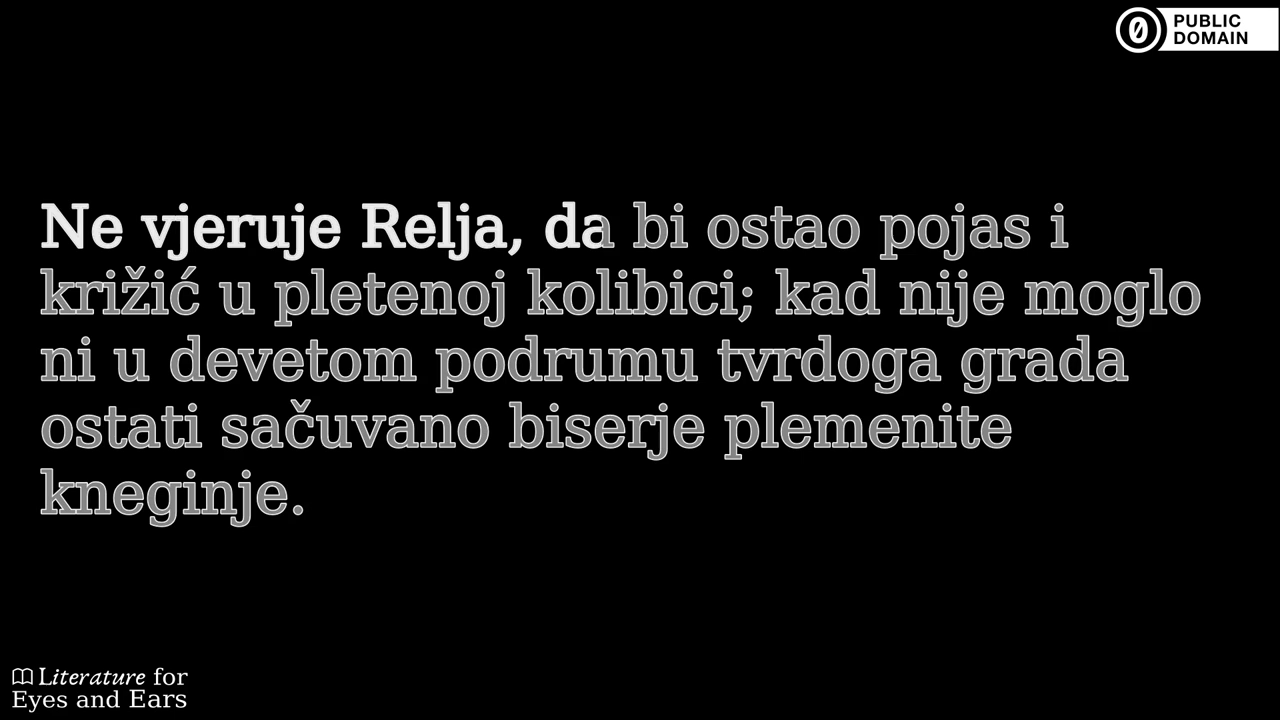 PUBLIC
DOMAIN
Ne vjeruje Relja, da bi ostao pojas i
križić u pletenoj kolibici; kad nije moglo
ni u devetom podrumu tvrdoga grada
ostati sačuvano biserje plemenite
kneginje.
Literature for
Eyes and Ears